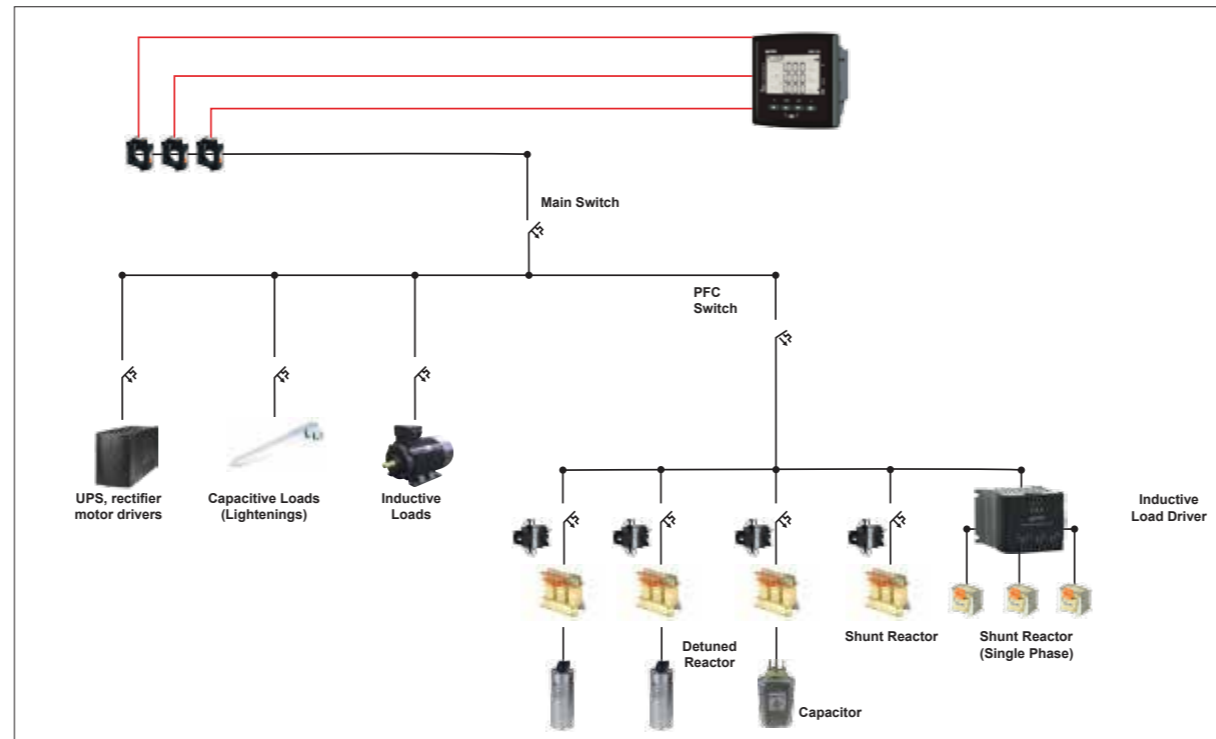 Main Switch
PFC
Switch
UPS, rectifier
motor drivers
Capacitive Loads
(Lightenings)
Inductive
Loads
Inductive
Load Driver
Detuned
Reactor
Shunt Reactor
Shunt Reactor
(Single Phase)
Capacitor